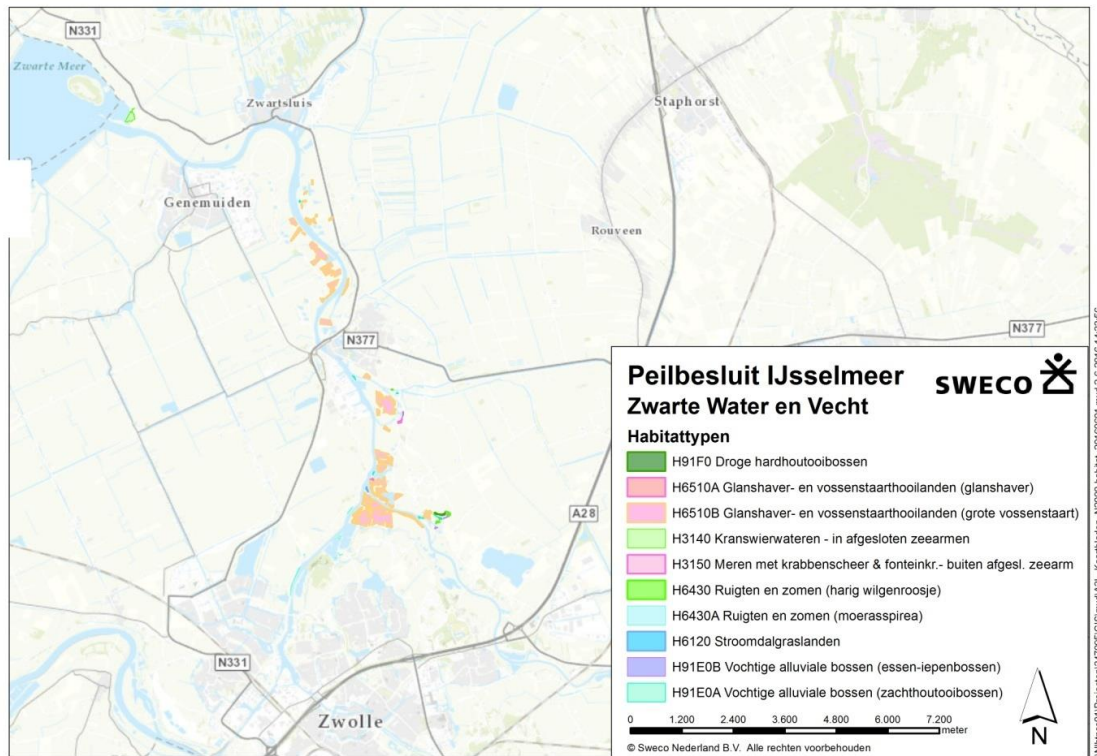 N331
Zwarte Meer
Zwartsluis
Staphorst
Genemuiden
Rouveen
N377
N377
A28
N331
Zwolle
Peilbesluit IJsselmeer
SWECO
Zwarte Water en Vecht
Habitattypen
H91F0 Droge hardhoutooibossen
H6510A Glanshaver- en vossenstaarthooilanden (glanshaver)
H6510B Glanshaver- en vossenstaarthooilanden (grote vossenstaart)
H3140 Kranswierwateren - in afgesloten zeearmen
H3150 Meren met krabbenscheer & fonteinkr.- buiten afgesl. zeearm
H6430 Ruigten en zomen (harig wilgenroosje)
H6430A Ruigten en zomen (moerasspirea)
H6120 Stroomdalgraslanden
H91E0B Vochtige alluviale bossen (essen-iepenbossen)
H91E0A Vochtige alluviale bossen (zachthoutooibossen)
0 1.200 2.400 3.600 4.800 6.000 7.200
meter
N
© Sweco Nederland B.V. Alle rechten voorbehouden